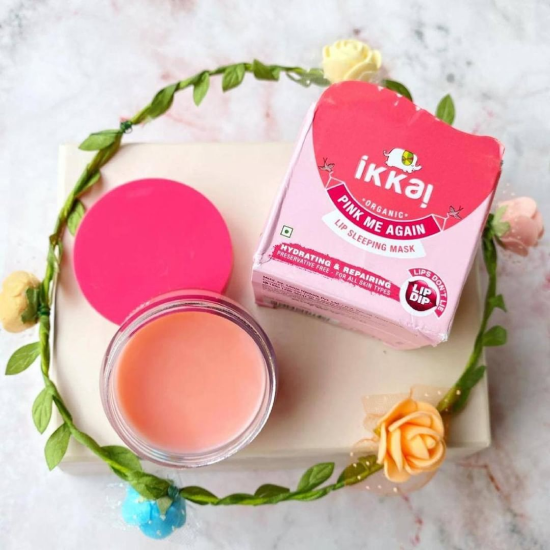 ikkai
•ORGANIC•
PINK ME AGAIN
LIP SLEEPING MASK
HYDRATING & REPAIRING
PRESERVATIVE FREE · FOR ALL SKIN TYPES
LIPS DON'T LIE
LIP
DIP